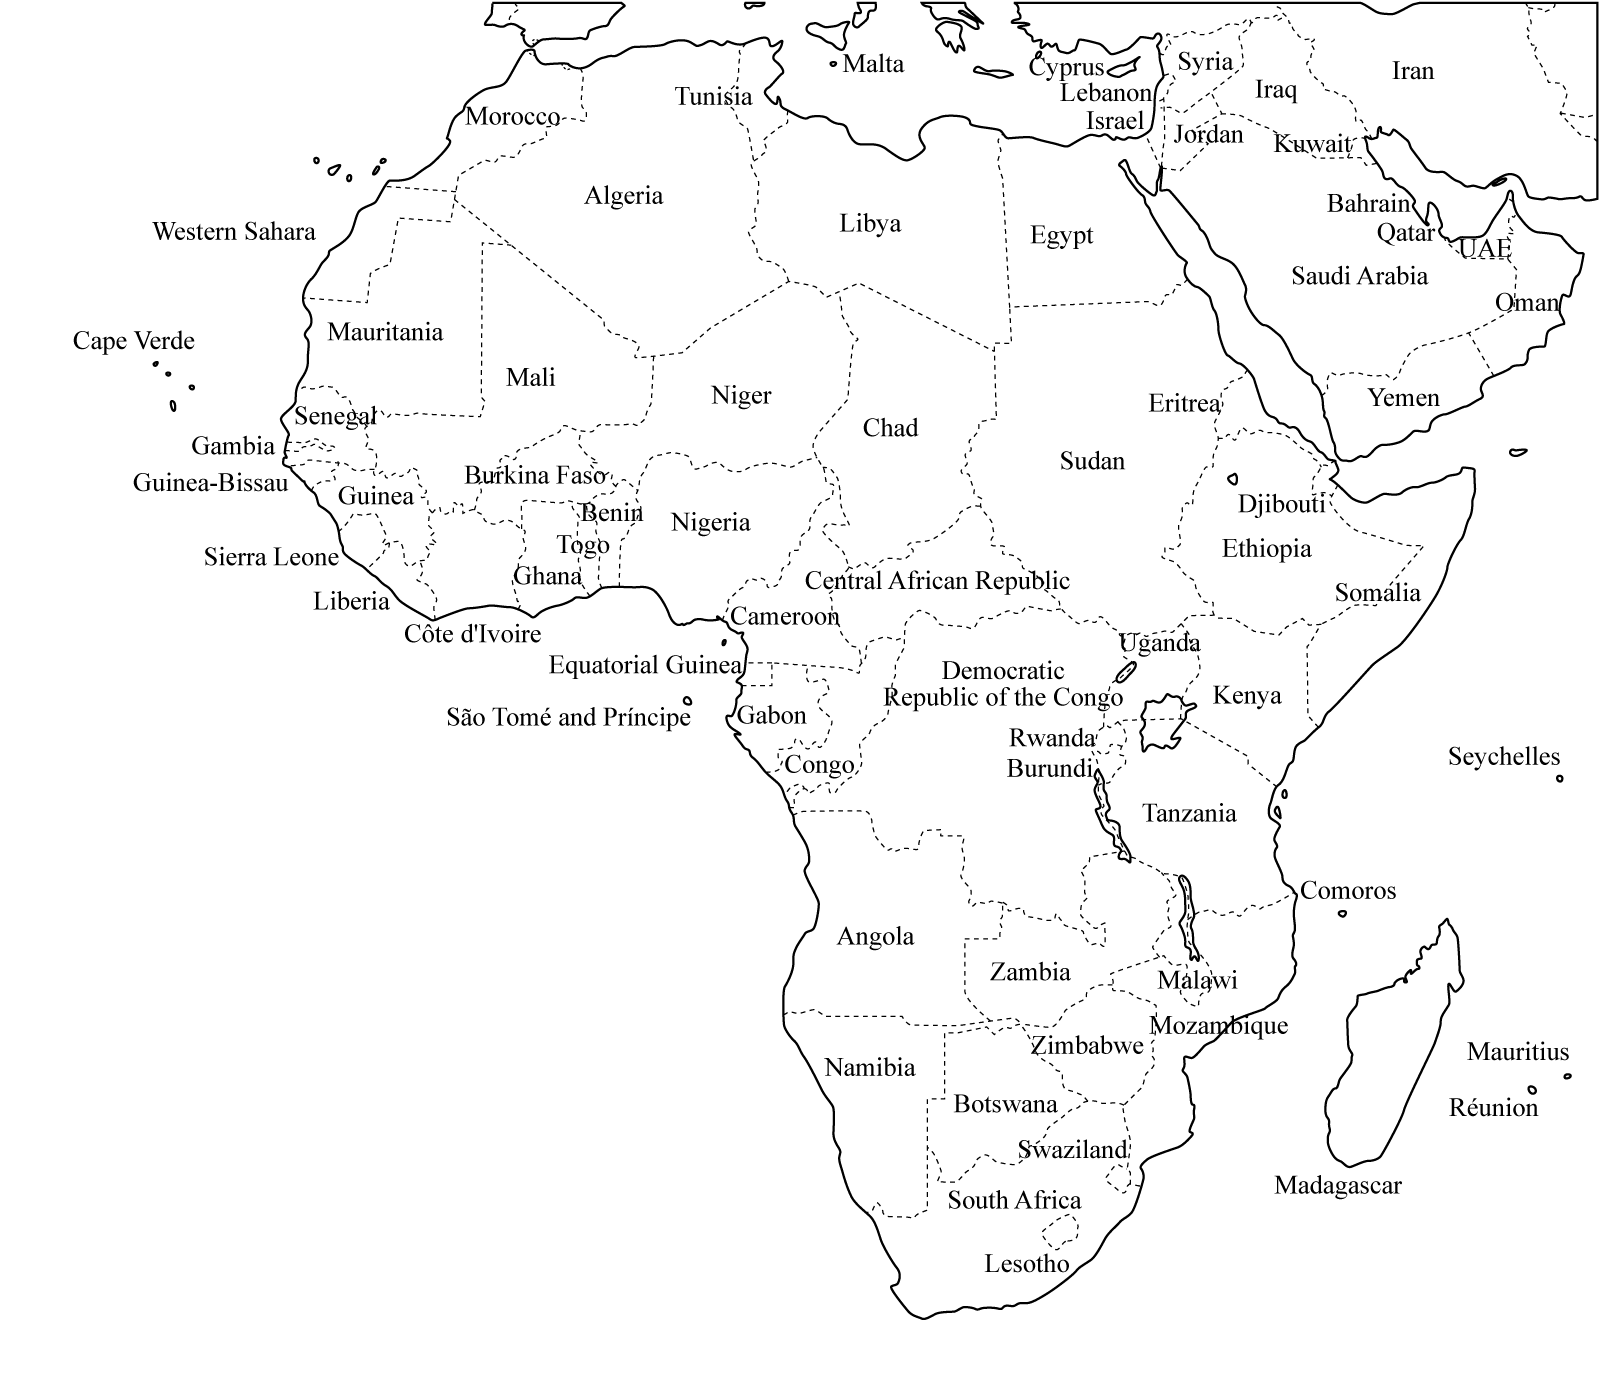 Malta
Cyprus
Syria
Iran
Lebanon
Iraq
Tunisia
Morocco
Israel
Jordan
Kuwait
Algeria
Bahrain
Libya
Western Sahara
Egypt
Qatar
UAE
Saudi Arabia
Oman
Mauritania
Cape Verde
Mali
Niger
Yemen
Eritrea
Senegal
Chad
Gambia
Sudan
Burkina Faso
Guinea-Bissau
Guinea
Djibouti
Benin
Nigeria
Togo
Ethiopia
Sierra Leone
Ghana
Central African Republic
Somalia
Liberia
Cameroon
Côte d'Ivoire
Uganda
Equatorial Guinea
Democratic
Republic of the Congo
Kenya
São Tomé and Príncipe
Gabon
Rwanda
Seychelles
Congo
Burundi
Tanzania
Comoros
Angola
Zambia
Malawi
Mozambique
Zimbabwe
Mauritius
Namibia
Botswana
Réunion
Swaziland
Madagascar
South Africa
Lesotho